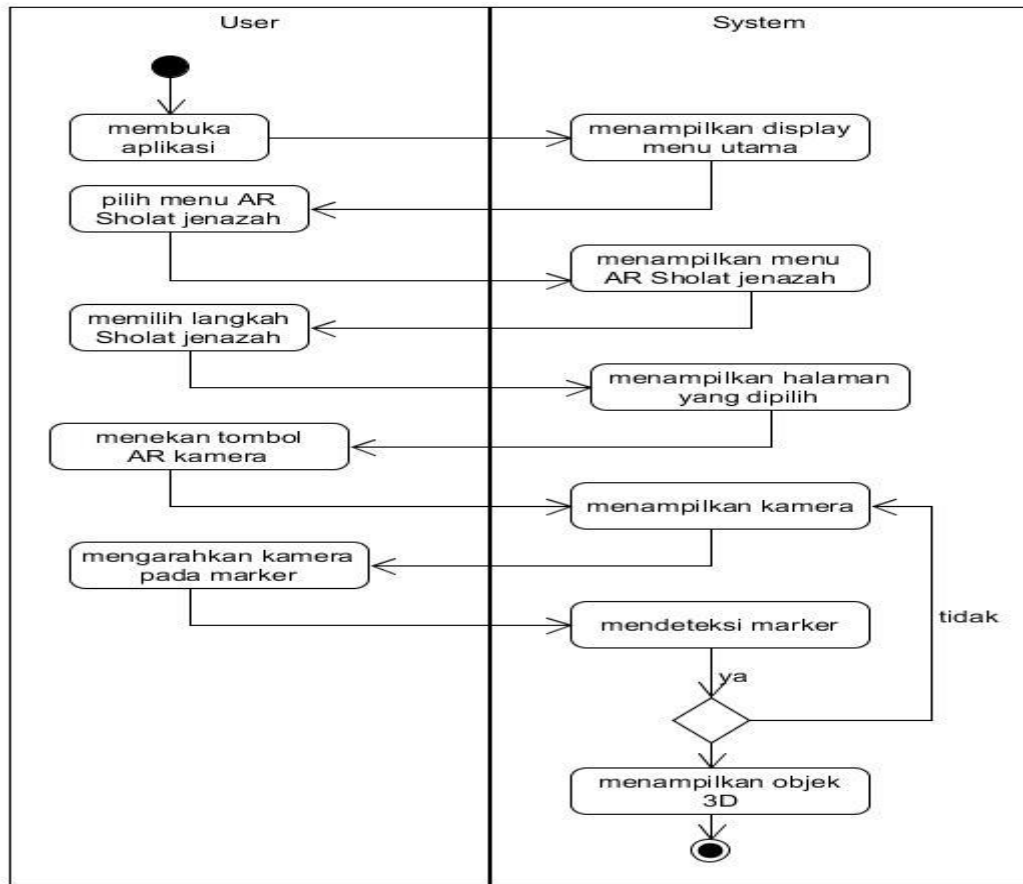 User
System
membuka
aplikasi
menampilkan display
menu utama
pilih menu AR
Sholat jenazah
menampilkan menu
AR Sholat jenazah
memilih langkah
Sholat jenazah
menampilkan halaman
yang dipilih
menekan tombol
AR kamera
menampilkan kamera
mengarahkan kamera
pada marker
mendeteksi marker
tidak
ya
menampilkan objek
3D